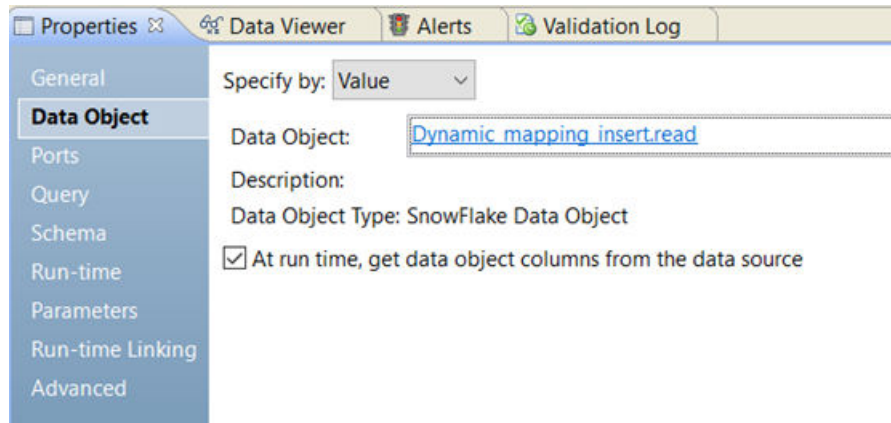 Properties Data Viewer Alerts Validation Log
General
Data Object
Ports
Query
Schema
Run-time
Parameters
Run-time Linking
Advanced
Specify by: Value
Data Object: Dynamic_mapping_insert.read
Description:
Data Object Type: SnowFlake Data Object
At run time, get data object columns from the data source